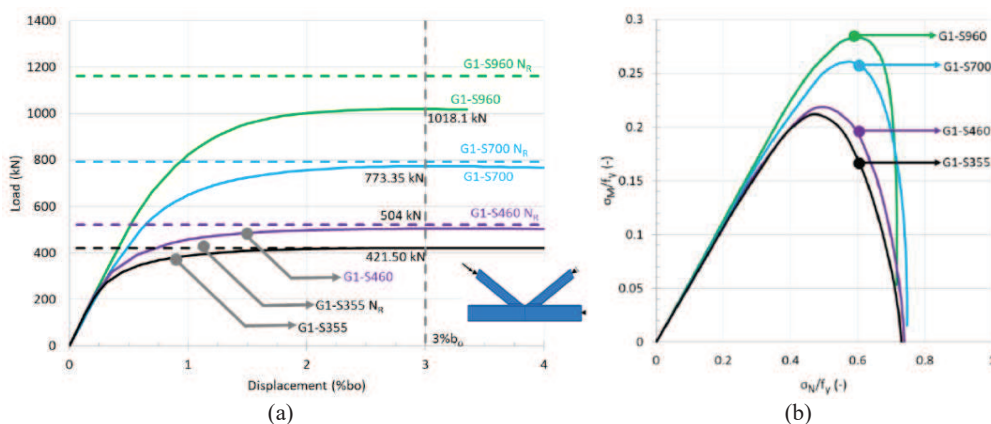 (a)
1400
1200
1000
800
600
400
200
0
Load (kN)
0
1
2
3
4
Displacement (%bo)
G1-S960 N_R
G1-S960
1018.1 kN
G1-S700 N_R
773.35 kN
G1-S700
504 kN
G1-S460 N_R
421.50 kN
G1-S460
G1-S355 N_R
G1-S355
3%b_o
(a)
(b)
0.3
0.25
0.2
0.15
0.1
0.05
0
σ_M/f_y (-)
0
0.2
0.4
0.6
0.8
1
σ_N/f_y (-)
G1-S960
G1-S700
G1-S460
G1-S355
(b)